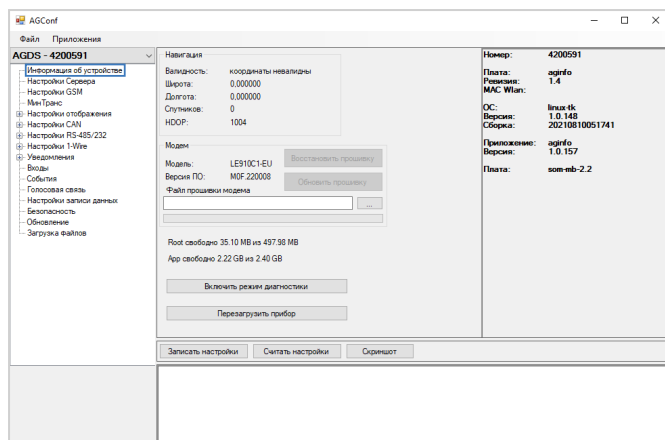 AGConf
Файл Приложения
AGDS - 4200591
Информация об устройстве
Настройки Сервера
Настройки GSM
МинТранс
Настройки отображения
Настройки CAN
Настройки RS-485/232
Настройки 1-Wire
Уведомления
Входы
События
Голосовая связь
Настройки записи данных
Безопасность
Обновление
Загрузка файлов
Навигация
Валидность: координаты невалидны
Широта: 0,000000
Долгота: 0,000000
Спутников: 0
HDOP: 1004
Модем
Модель: LE910C1-EU
Восстановить прошивку
Версия ПО: M0F.220008
Обновить прошивку
Файл прошивки модема
...
Root свободно 35.10 MB из 497.98 MB
App свободно 2.22 GB из 2.40 GB
Включить режим диагностики
Перезагрузить прибор
Записать настройки Считать настройки Скриншот
Номер: 4200591
Плата: aginfo
Ревизия: 1.4
MAC Wlan:
ОС: linux-tk
Версия: 1.0.148
Сборка: 20210810051741
Приложение: aginfo
Версия: 1.0.157
Плата: som-mb-2.2